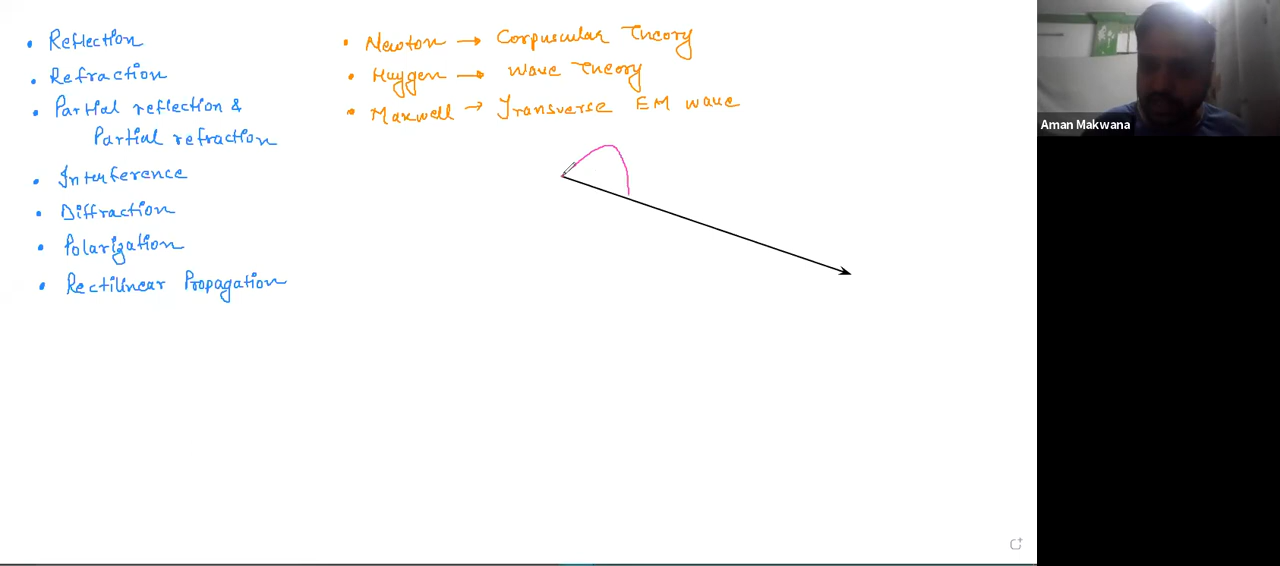 • Reflection
• Refraction
• Partial reflection &
Partial refraction
• Interference
• Diffraction
• Polarization
• Rectilinear Propagation
• Newton → Corpuscular Theory
• Huygen → Wave Theory
• Maxwell → Transverse EM wave
Aman Makwana